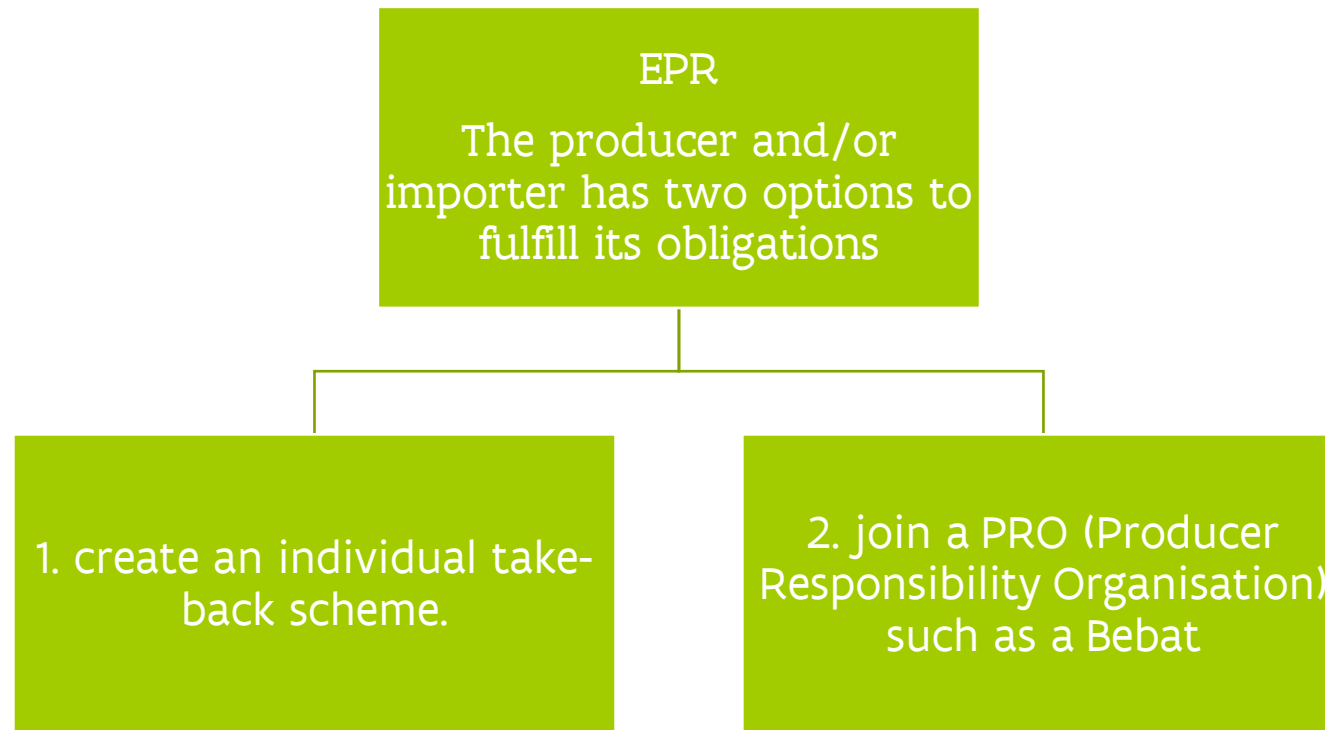 EPR
The producer and/or
importer has two options to
fulfill its obligations
1. create an individual take-
back scheme.
2. join a PRO (Producer
Responsibility Organisation)
such as a Bebat